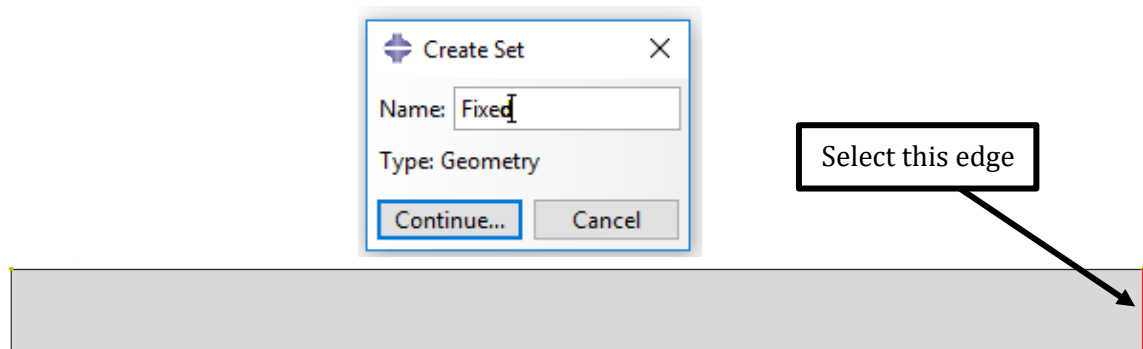 Create Set
Name: Fixed
Type: Geometry
Continue... Cancel
Select this edge